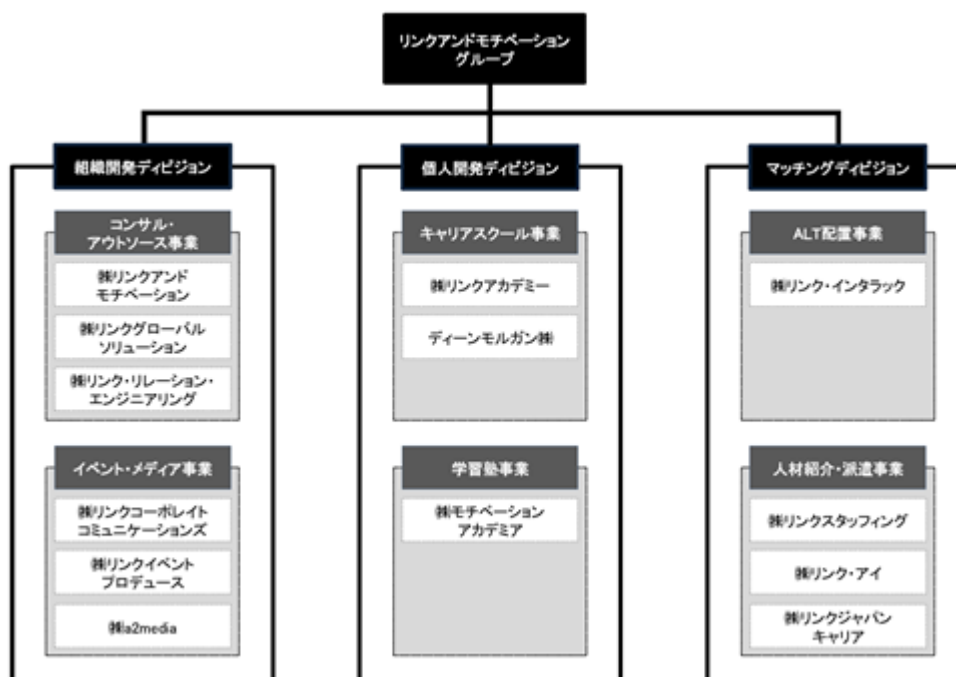 リンクアンドモチベーション
グループ
組織開発ディビジョン
コンサル・
アウトソース事業
㈱リンクアンド
モチベーション
㈱リンクグローバル
ソリューション
㈱リンク・リレーション・
エンジニアリング
イベント・メディア事業
㈱リンクコーポレイト
コミュニケーションズ
㈱リンクイベント
プロデュース
㈱a2media
個人開発ディビジョン
キャリアスクール事業
㈱リンクアカデミー
ディーンモルガン㈱
学習塾事業
㈱モチベーション
アカデミア
マッチングディビジョン
ALT配置事業
㈱リンク・インタラック
人材紹介・派遣事業
㈱リンクスタッフィング
㈱リンク・アイ
㈱リンクジャパン
キャリア